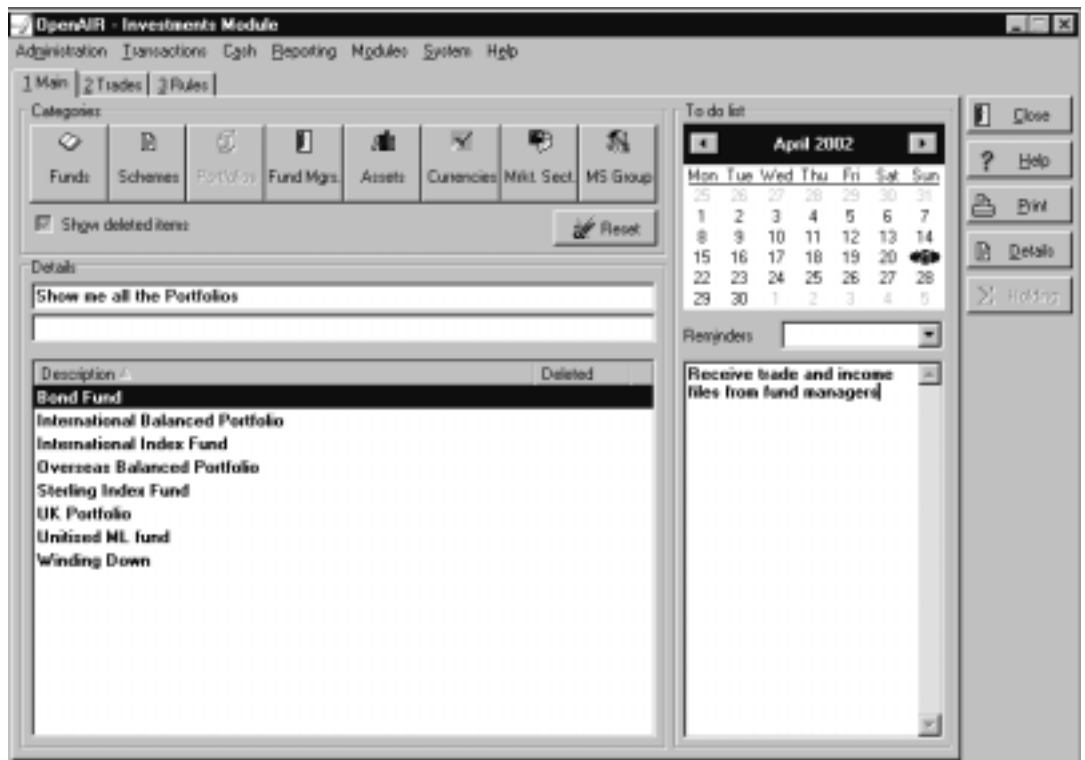 OpenAIR - Investments Module
Administration Transactions Cash Reporting Modules System Help
1 Main 2 Trades 3 Rules
Categories
Funds Schemes Portfolios Fund Mgrs. Assets Currencies Mrkt. Sect. MS Group
Show deleted items
Reset
Details
Show me all the Portfolios
Description Deleted
Bond Fund
International Balanced Portfolio
International Index Fund
Overseas Balanced Portfolio
Sterling Index Fund
UK Portfolio
Unitised ML fund
Winding Down
To do list
April 2002
Mon Tue Wed Thu Fri Sat Sun
25 26 27 28 29 30 31
1 2 3 4 5 6 7
8 9 10 11 12 13 14
15 16 17 18 19 20
22 23 24 25 26 27 28
29 30 1 2 3 4 5
Reminders
Receive trade and income
files from fund managers
Close
Help
Print
Details
Holding